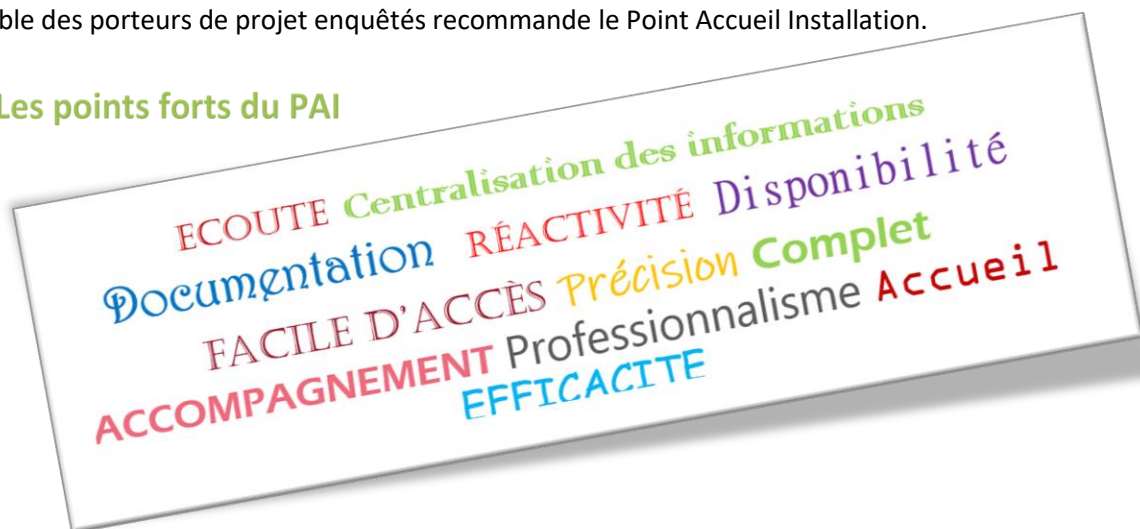 ble des porteurs de projet enquêtés recommande le Point Accueil Installation.
Les points forts du PAI
ECOUTE Centralisation des informations
Documentation RÉACTIVITÉ Disponibilité
FACILE D'ACCÈS Précision Complet
ACCOMPAGNEMENT Professionnalisme Accueil
EFFICACITE